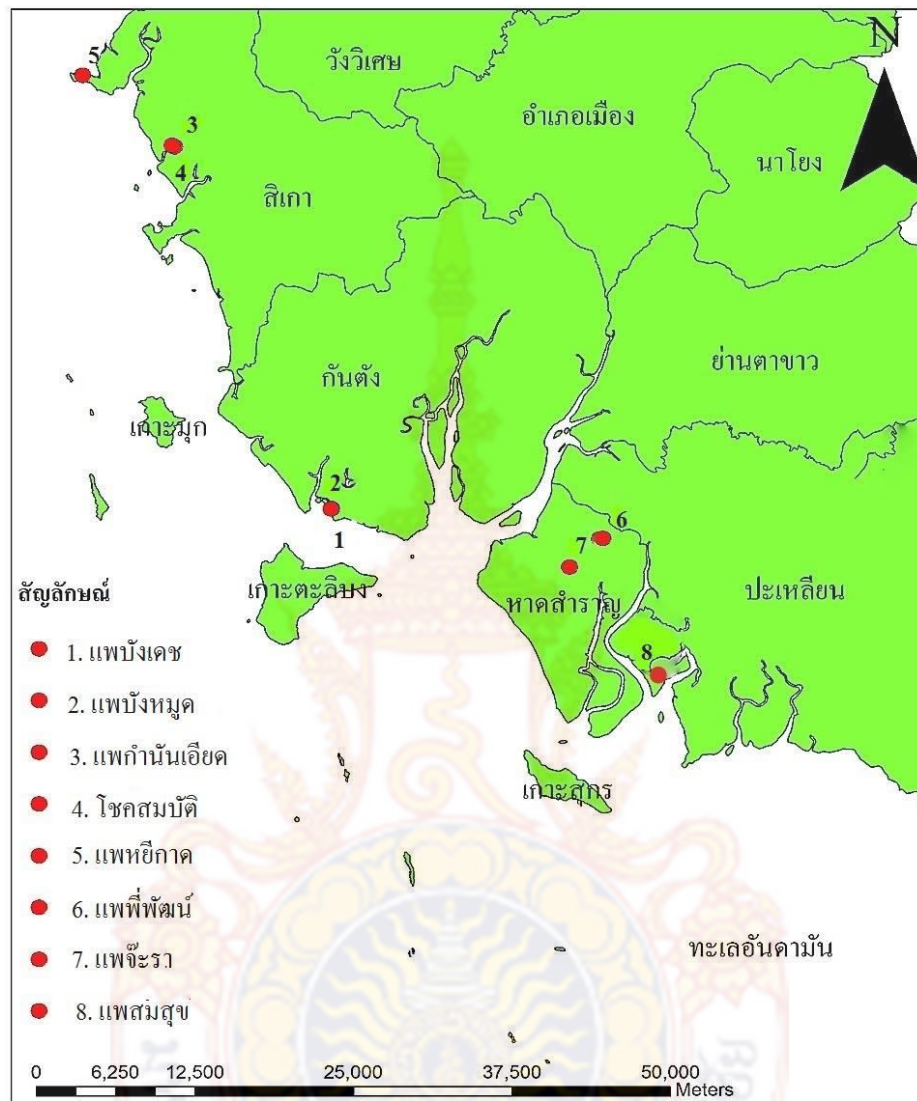 N
5
วังวิเศษ
อำเภอเมือง
3
นาโยง
4
สิเกา
ย่านตาขาว
กันตัง
เกาะมุก
2
6
1
7
สัญลักษณ์
เกาะตะลิบง
หาดสำราญ
ปะเหลียน
8
1. แพบังเดช
2. แพบังหมูด
3. แพกำนันเอียด
4. โชคสมบัติ
เกาะสุกร
5. แพหยีกาด
6. แพพี่พัฒน์
7. แพจ๊ะรา
ทะเลอันดามัน
8. แพสมสุข
0 6,250 12,500 25,000 37,500 50,000
Meters